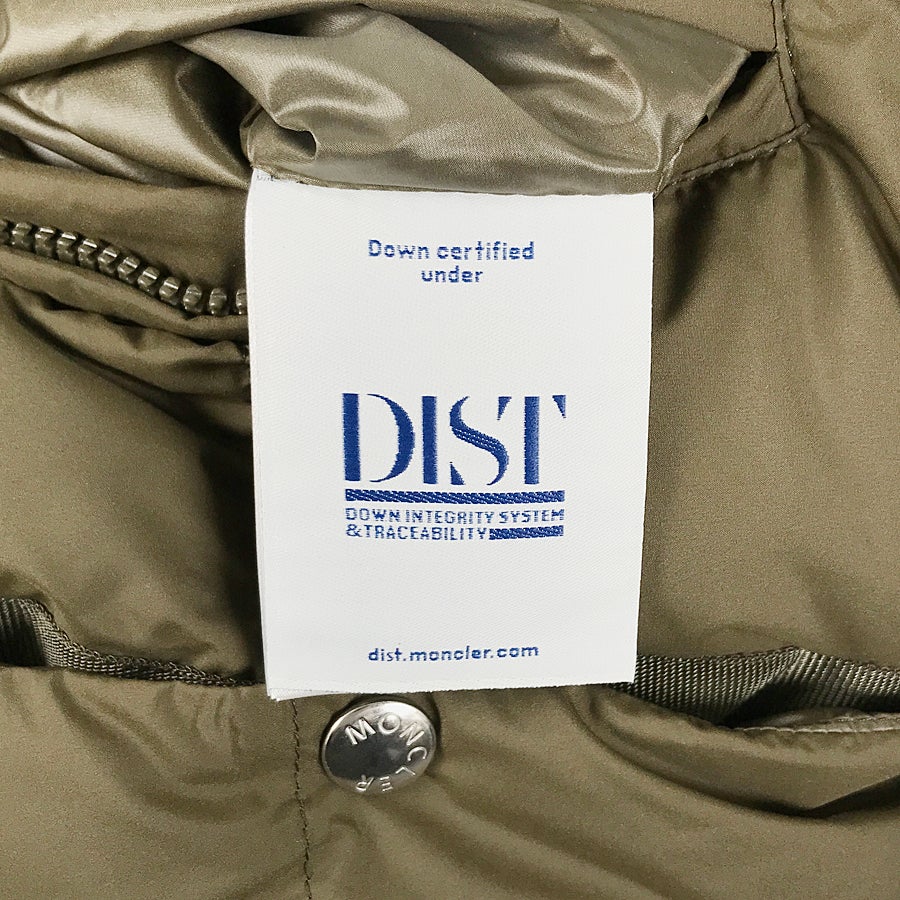 Down certified
under
DIST
DOWN INTEGRITY SYSTEM
&TRACEABILITY
dist.moncler.com
MONCLER